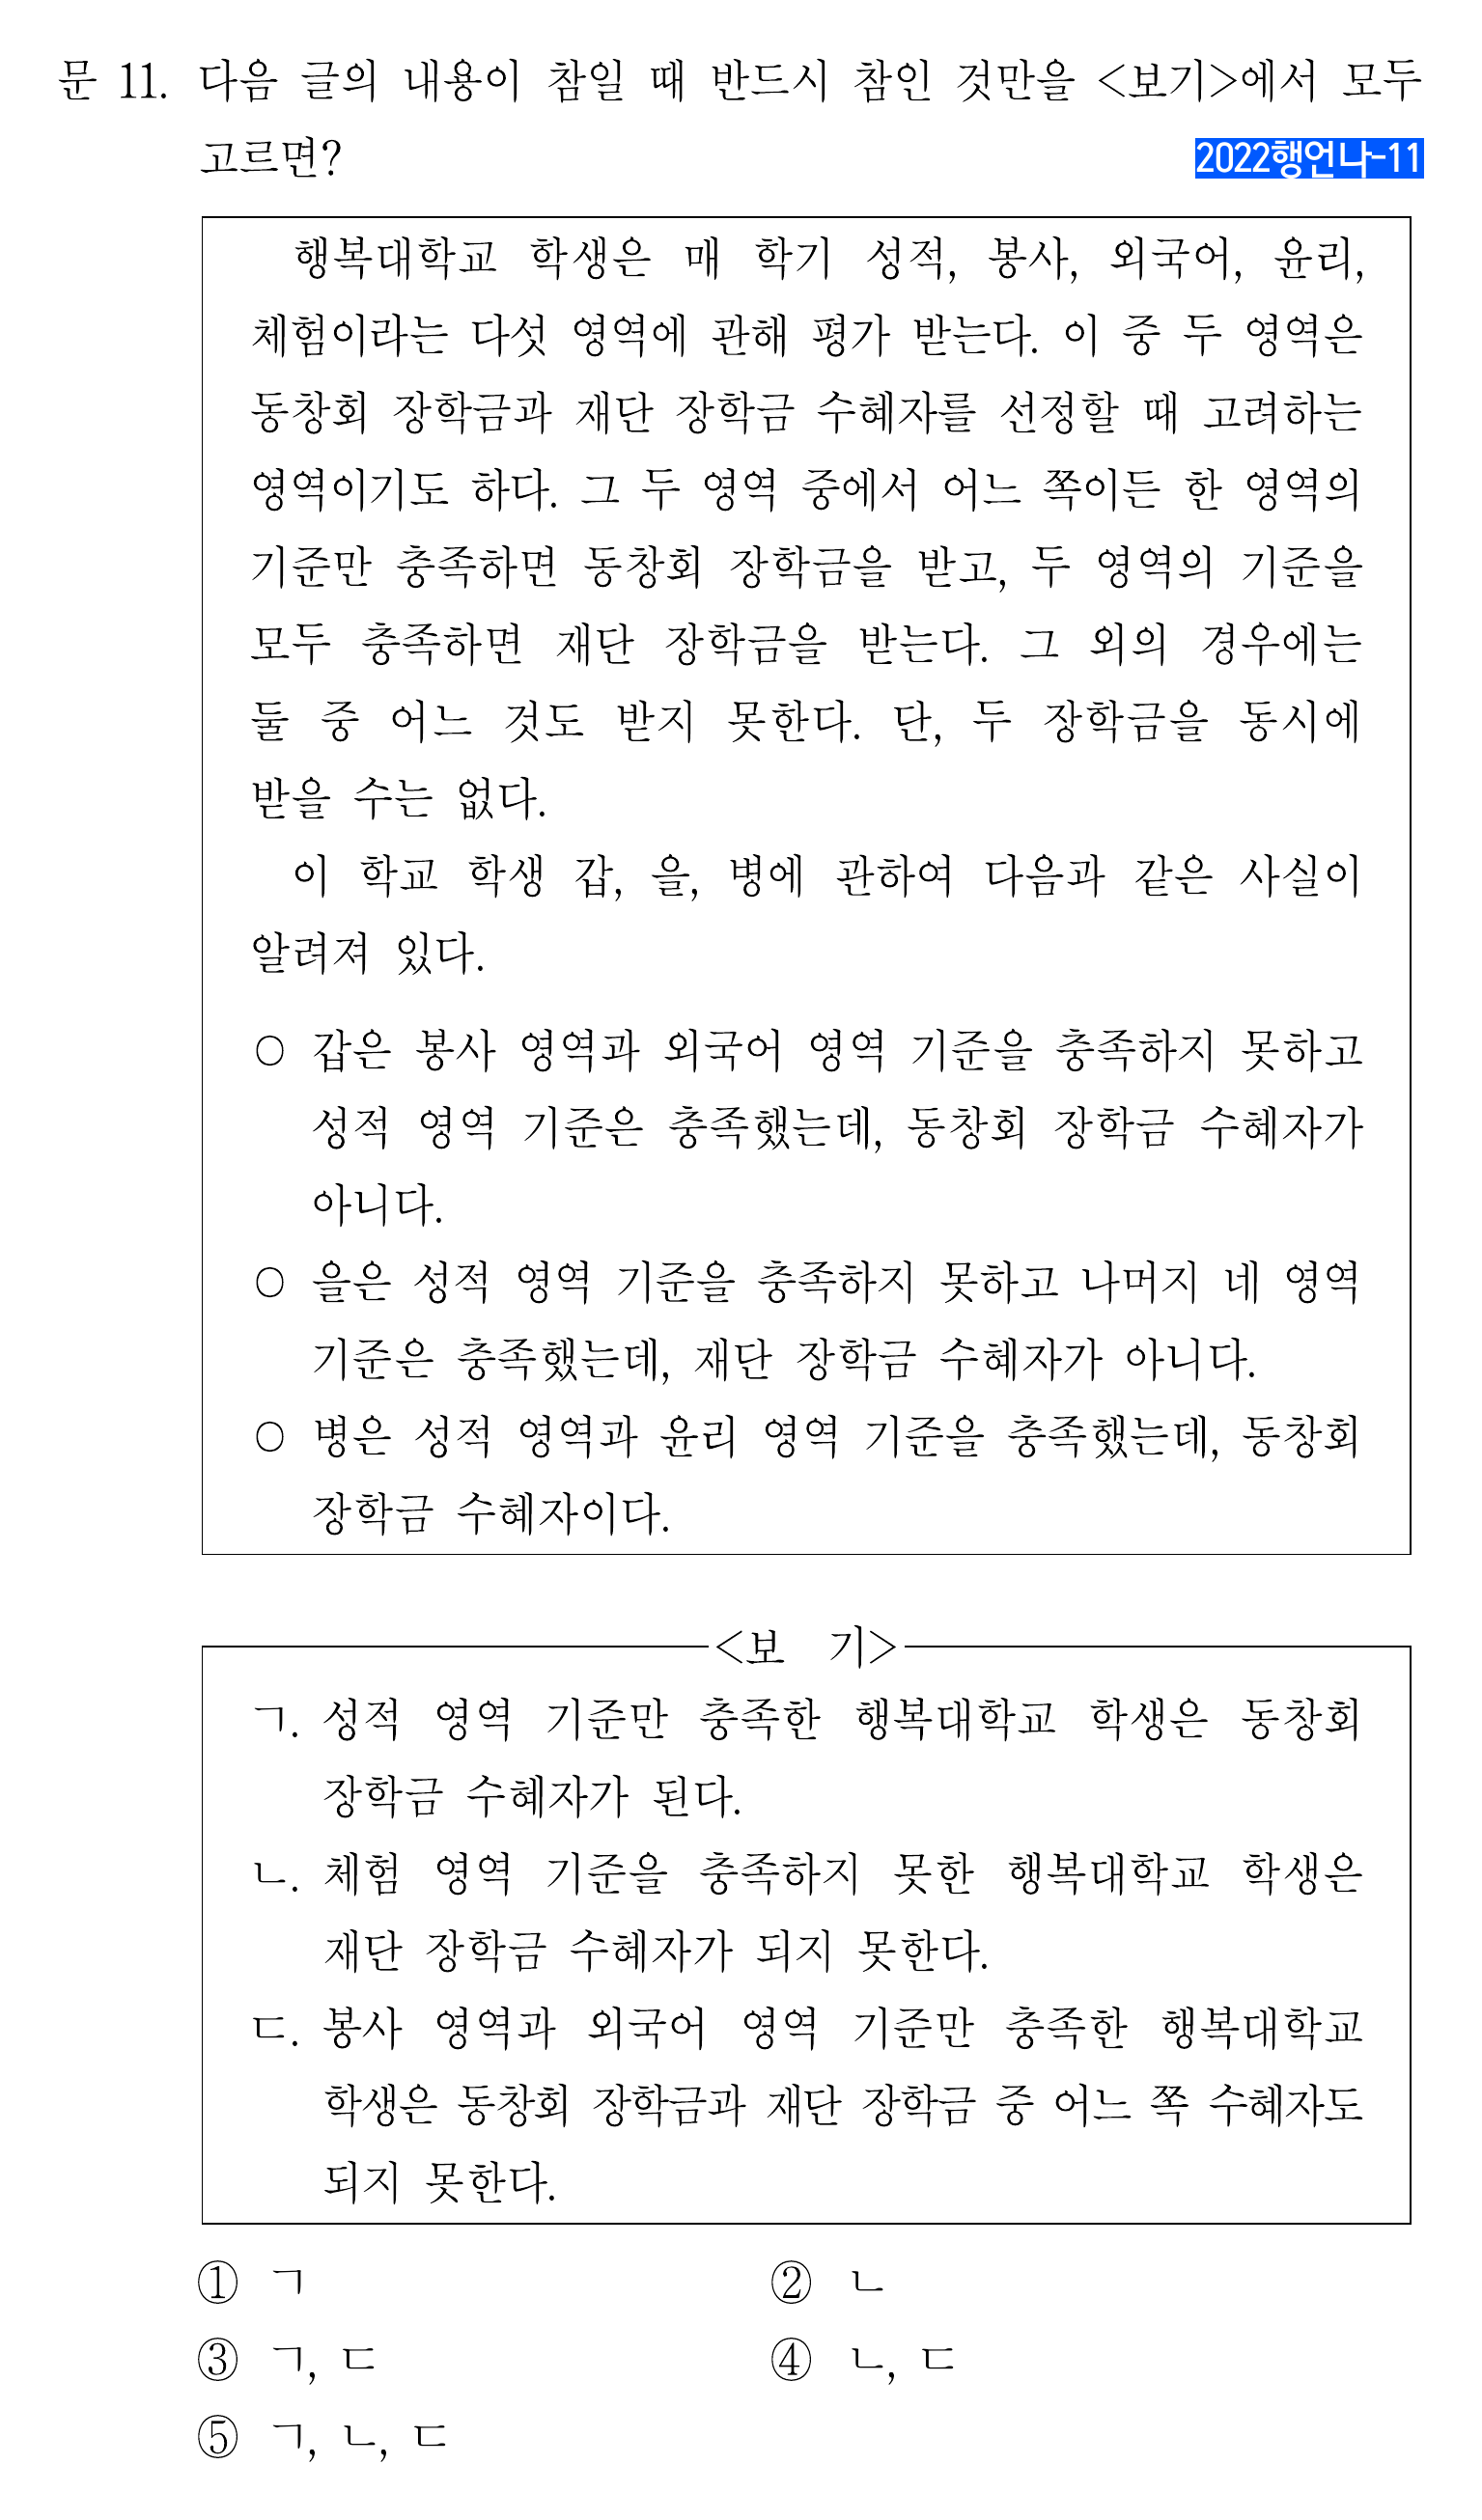 문 11. 다음 글의 내용이 참일 때 반드시 참인 것만을 <보기>에서 모두
고르면?
2022행언나-11
행복대학교 학생은 매 학기 성적, 봉사, 외국어, 윤리,
체험이라는 다섯 영역에 관해 평가 받는다. 이 중 두 영역은
동창회 장학금과 재단 장학금 수혜자를 선정할 때 고려하는
영역이기도 하다. 그 두 영역 중에서 어느 쪽이든 한 영역의
기준만 충족하면 동창회 장학금을 받고, 두 영역의 기준을
모두 충족하면 재단 장학금을 받는다. 그 외의 경우에는
둘 중 어느 것도 받지 못한다. 단, 두 장학금을 동시에
받을 수는 없다.
이 학교 학생 갑, 을, 병에 관하여 다음과 같은 사실이
알려져 있다.
○ 갑은 봉사 영역과 외국어 영역 기준을 충족하지 못하고
성적 영역 기준은 충족했는데, 동창회 장학금 수혜자가
아니다.
○ 을은 성적 영역 기준을 충족하지 못하고 나머지 네 영역
기준은 충족했는데, 재단 장학금 수혜자가 아니다.
○ 병은 성적 영역과 윤리 영역 기준을 충족했는데, 동창회
장학금 수혜자이다.
<보 기>
ㄱ. 성적 영역 기준만 충족한 행복대학교 학생은 동창회
장학금 수혜자가 된다.
ㄴ. 체험 영역 기준을 충족하지 못한 행복대학교 학생은
재단 장학금 수혜자가 되지 못한다.
ㄷ. 봉사 영역과 외국어 영역 기준만 충족한 행복대학교
학생은 동창회 장학금과 재단 장학금 중 어느 쪽 수혜자도
되지 못한다.
① ㄱ ② ㄴ
③ ㄱ, ㄷ ④ ㄴ, ㄷ
⑤ ㄱ, ㄴ, ㄷ